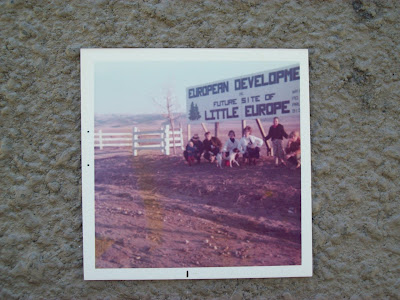 EUROPEAN DEVELOPME
FUTURE SITE OF
LITTLE EUROPE